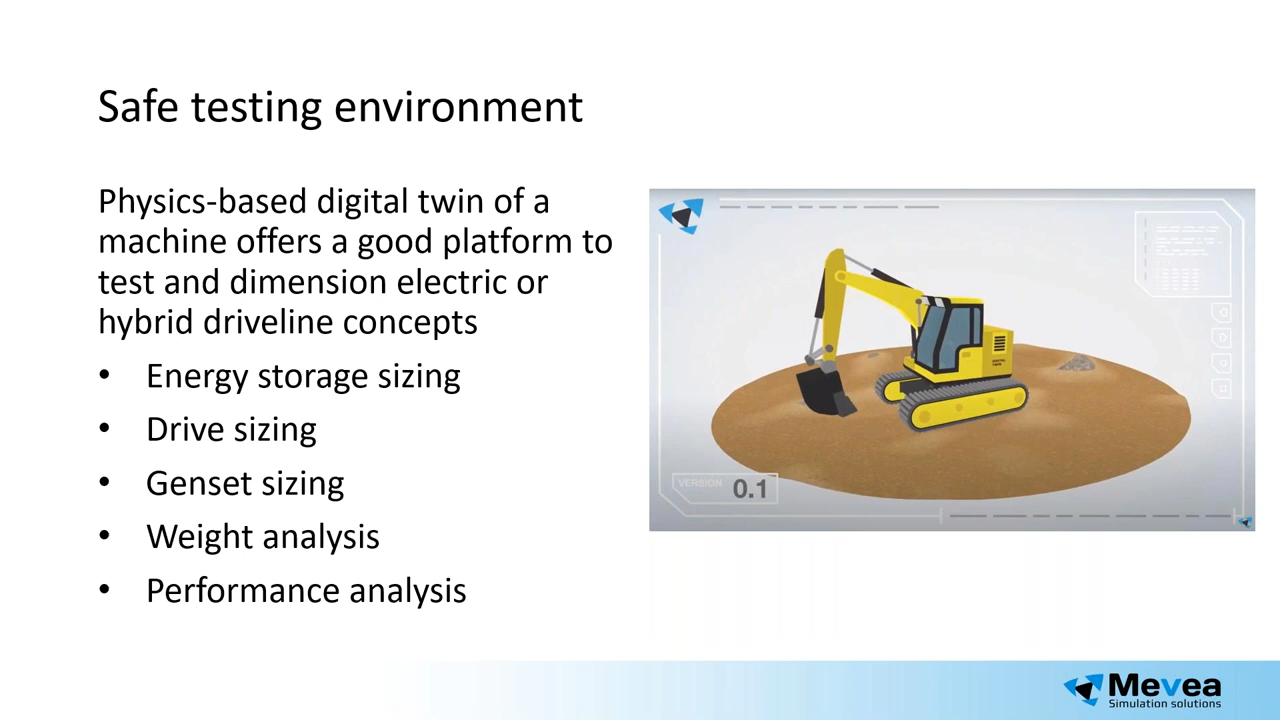 Safe testing environment
Physics-based digital twin of a
machine offers a good platform to
test and dimension electric or
hybrid driveline concepts
• Energy storage sizing
• Drive sizing
• Genset sizing
• Weight analysis
• Performance analysis
VERSION 0.1
Mevea
Simulation solutions